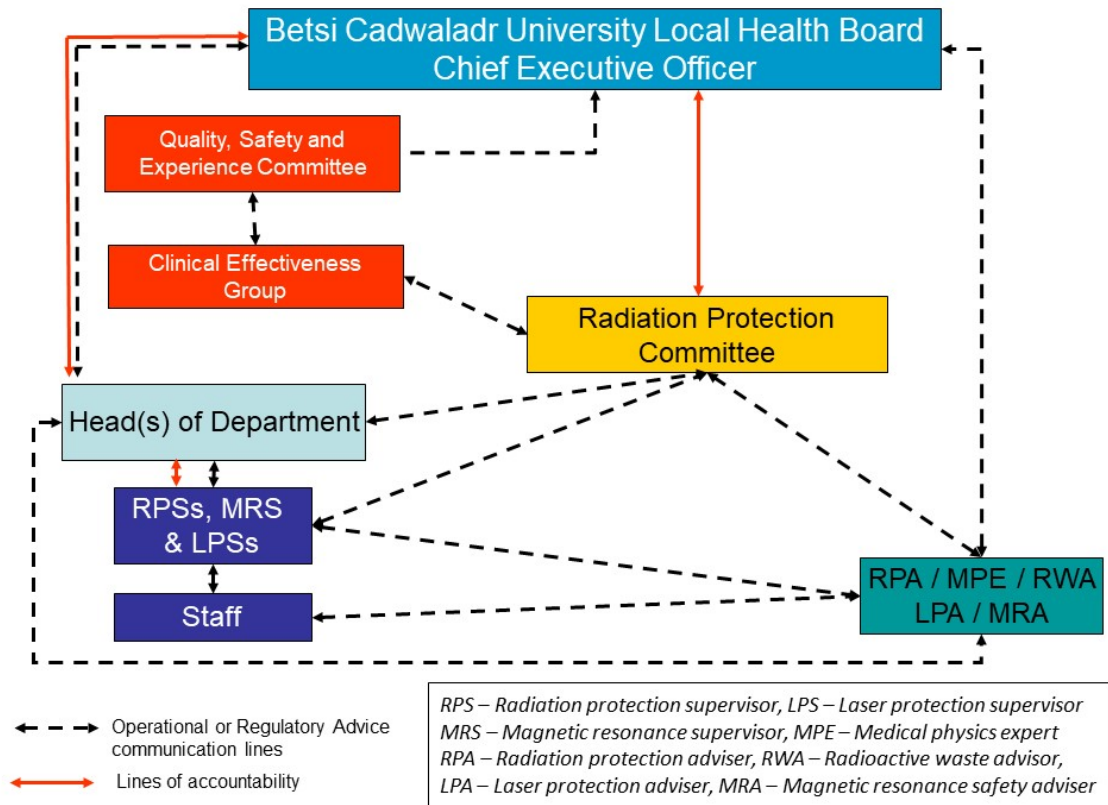 Betsi Cadwaladr University Local Health Board
Chief Executive Officer
Quality, Safety and
Experience Committee
Clinical Effectiveness
Group
Radiation Protection
Committee
Head(s) of Department
RPSs, MRS
& LPSs
RPA / MPE / RWA
LPA / MRA
Staff
Operational or Regulatory Advice
communication lines
Lines of accountability
RPS – Radiation protection supervisor, LPS – Laser protection supervisor
MRS – Magnetic resonance supervisor, MPE – Medical physics expert
RPA – Radiation protection adviser, RWA – Radioactive waste advisor,
LPA – Laser protection adviser, MRA – Magnetic resonance safety adviser